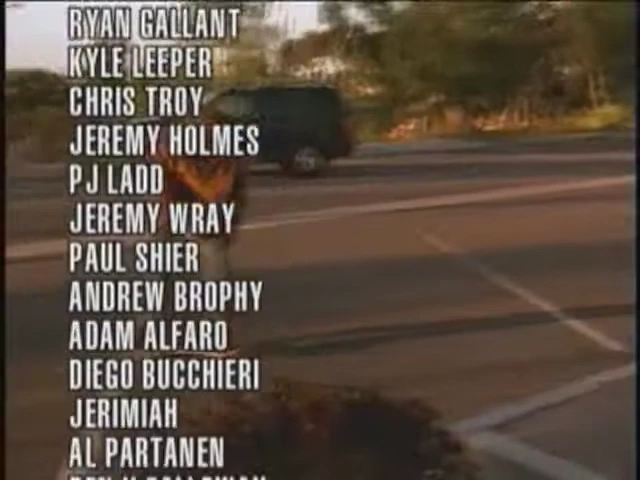 RYAN GALLANT
KYLE LEEPER
CHRIS TROY
JEREMY HOLMES
PJ LADD
JEREMY WRAY
PAUL SHIER
ANDREW BROPHY
ADAM ALFARO
DIEGO BUCCHIERI
JERIMIAH
AL PARTANEN